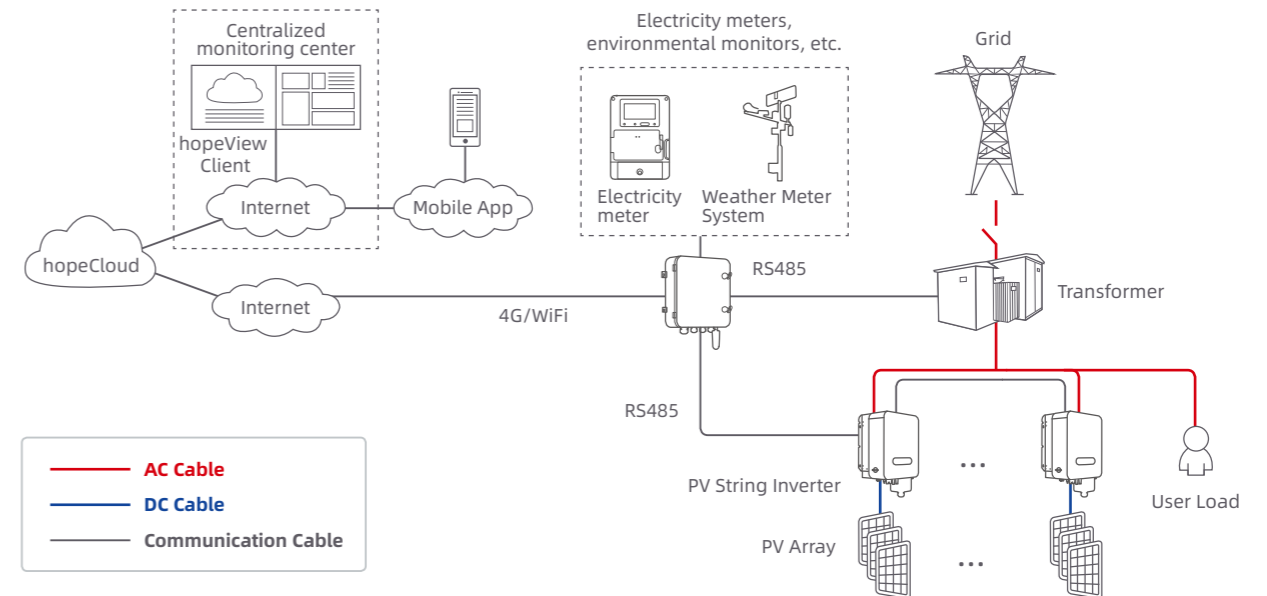 Centralized
monitoring center
hopeView
Client
Internet
Mobile App
hopeCloud
Internet
4G/WiFi
Electricity meters,
environmental monitors, etc.
Electricity
meter
Weather Meter
System
RS485
RS485
Grid
Transformer
PV String Inverter
...
User Load
PV Array
...
AC Cable
DC Cable
Communication Cable